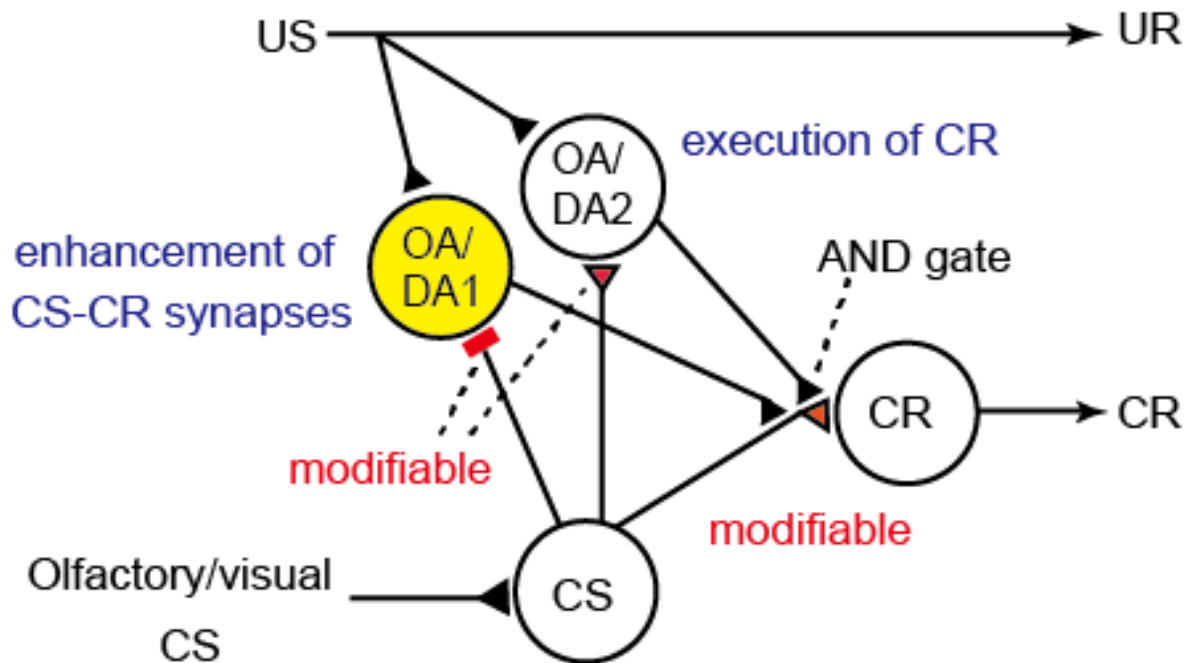 US
UR
OA/
DA2
execution of CR
enhancement of
CS-CR synapses
OA/
DA1
AND gate
CR
CR
modifiable
modifiable
Olfactory/visual
CS
CS